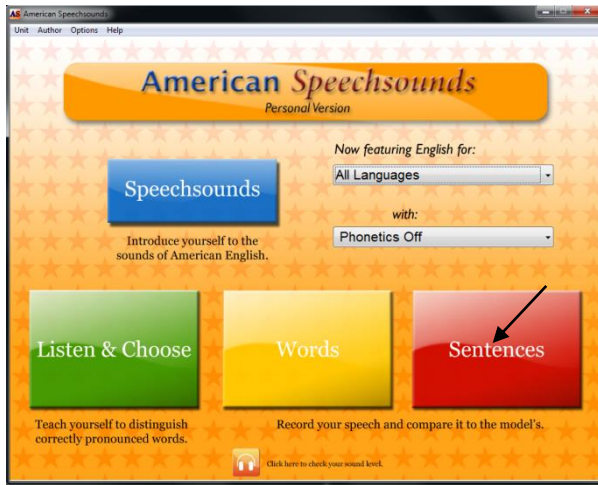 AS American Speechsounds
Unit Author Options Help
American Speechsounds
Personal Version
Now featuring English for:
All Languages
with:
Phonetics Off
Speechsounds
Introduce yourself to the
sounds of American English.
Listen & Choose
Words
Sentences
Teach yourself to distinguish
correctly pronounced words.
Record your speech and compare it to the model's.
Click here to check your sound level.